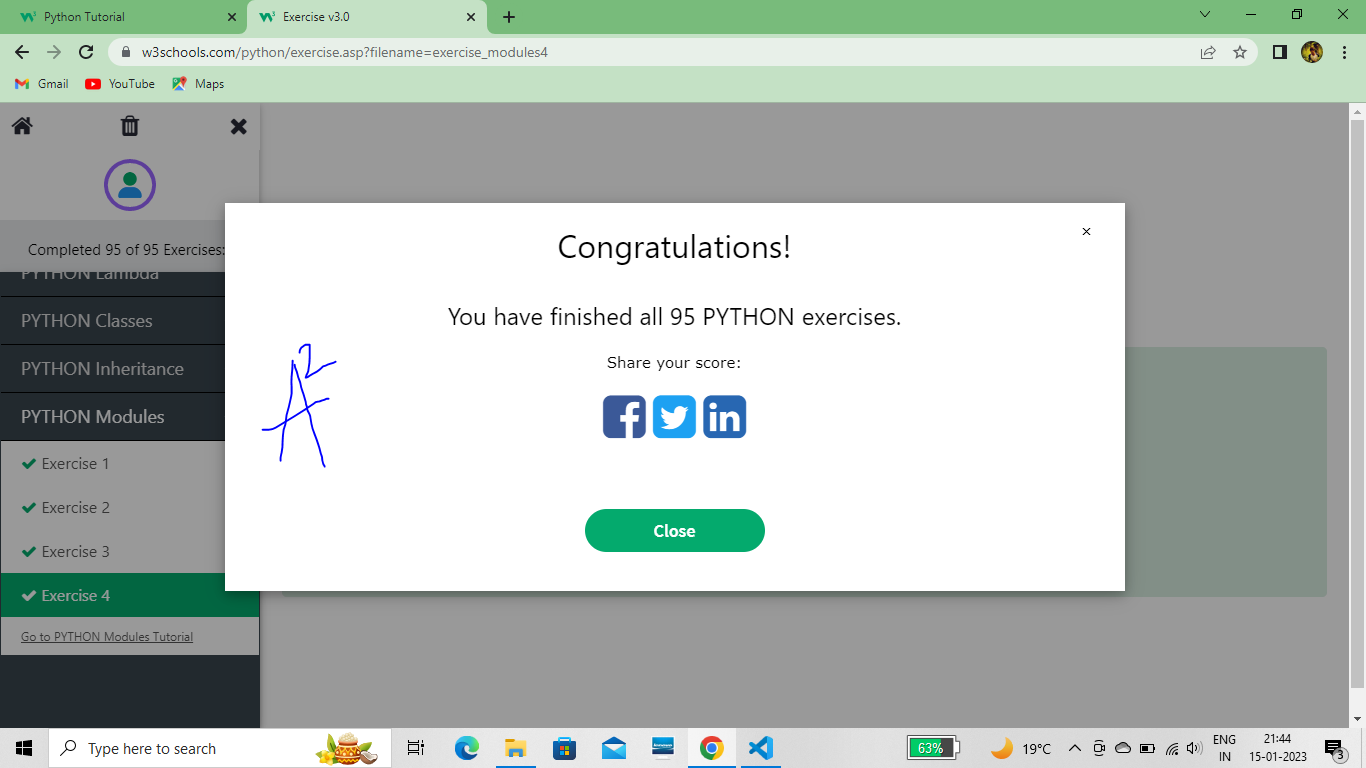 Python Tutorial
Exercise v3.0
w3schools.com/python/exercise.asp?filename=exercise_modules4
Gmail
YouTube
Maps
Completed 95 of 95 Exercises:
PYTHON Lambda
PYTHON Classes
PYTHON Inheritance
PYTHON Modules
Exercise 1
Exercise 2
Exercise 3
Exercise 4
Go to PYTHON Modules Tutorial
Congratulations!
You have finished all 95 PYTHON exercises.
Share your score:
A²
Close
Type here to search
63%
19°C
ENG
IN
21:44
15-01-2023
3